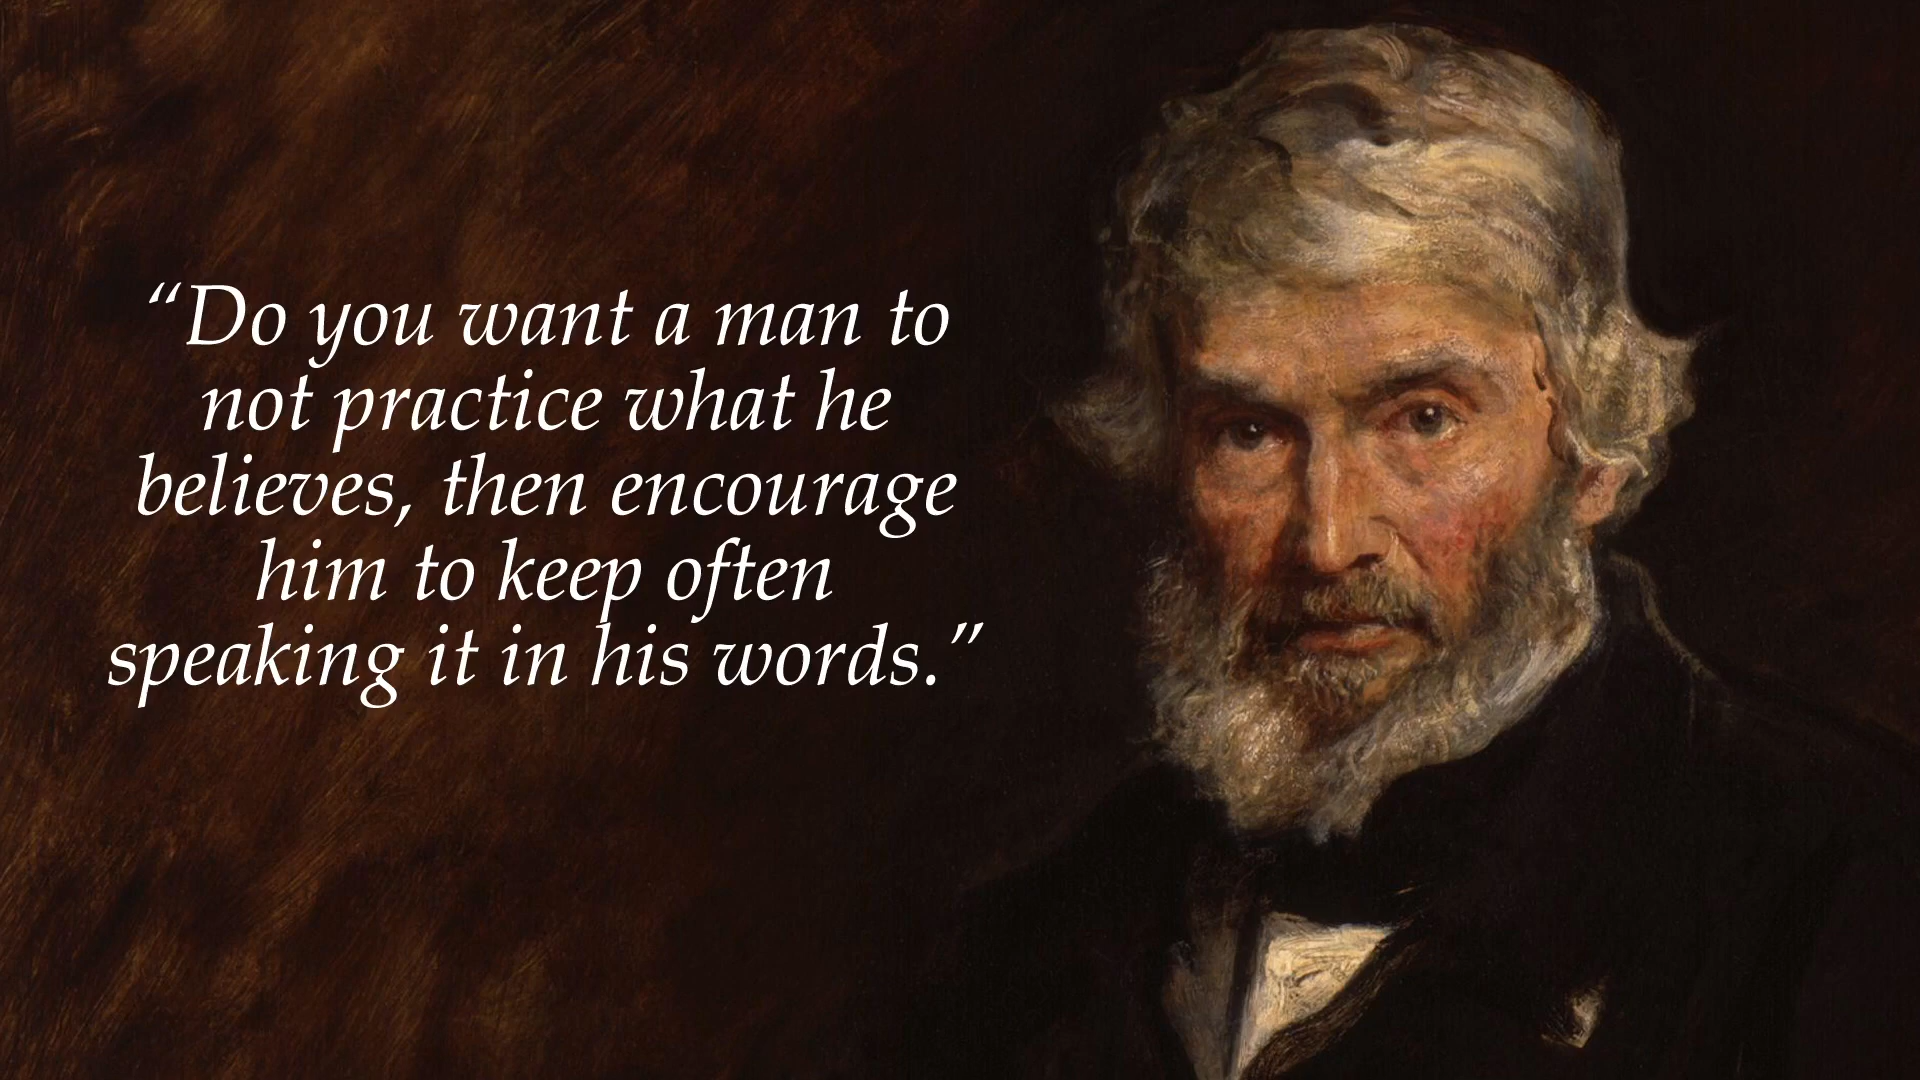 “Do you want a man to
not practice what he
believes, then encourage
him to keep often
speaking it in his words.”